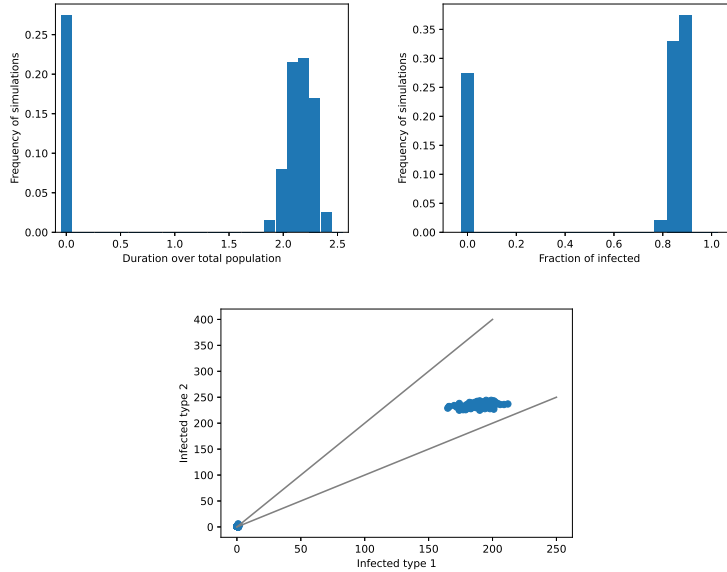 Frequency of simulations
0.25
0.20
0.15
0.10
0.05
0.00
0.0 0.5 1.0 1.5 2.0 2.5
Duration over total population
Frequency of simulations
0.35
0.30
0.25
0.20
0.15
0.10
0.05
0.00
0.0 0.2 0.4 0.6 0.8 1.0
Fraction of infected
Infected type 2
400
350
300
250
200
150
100
50
0
0 50 100 150 200 250
Infected type 1